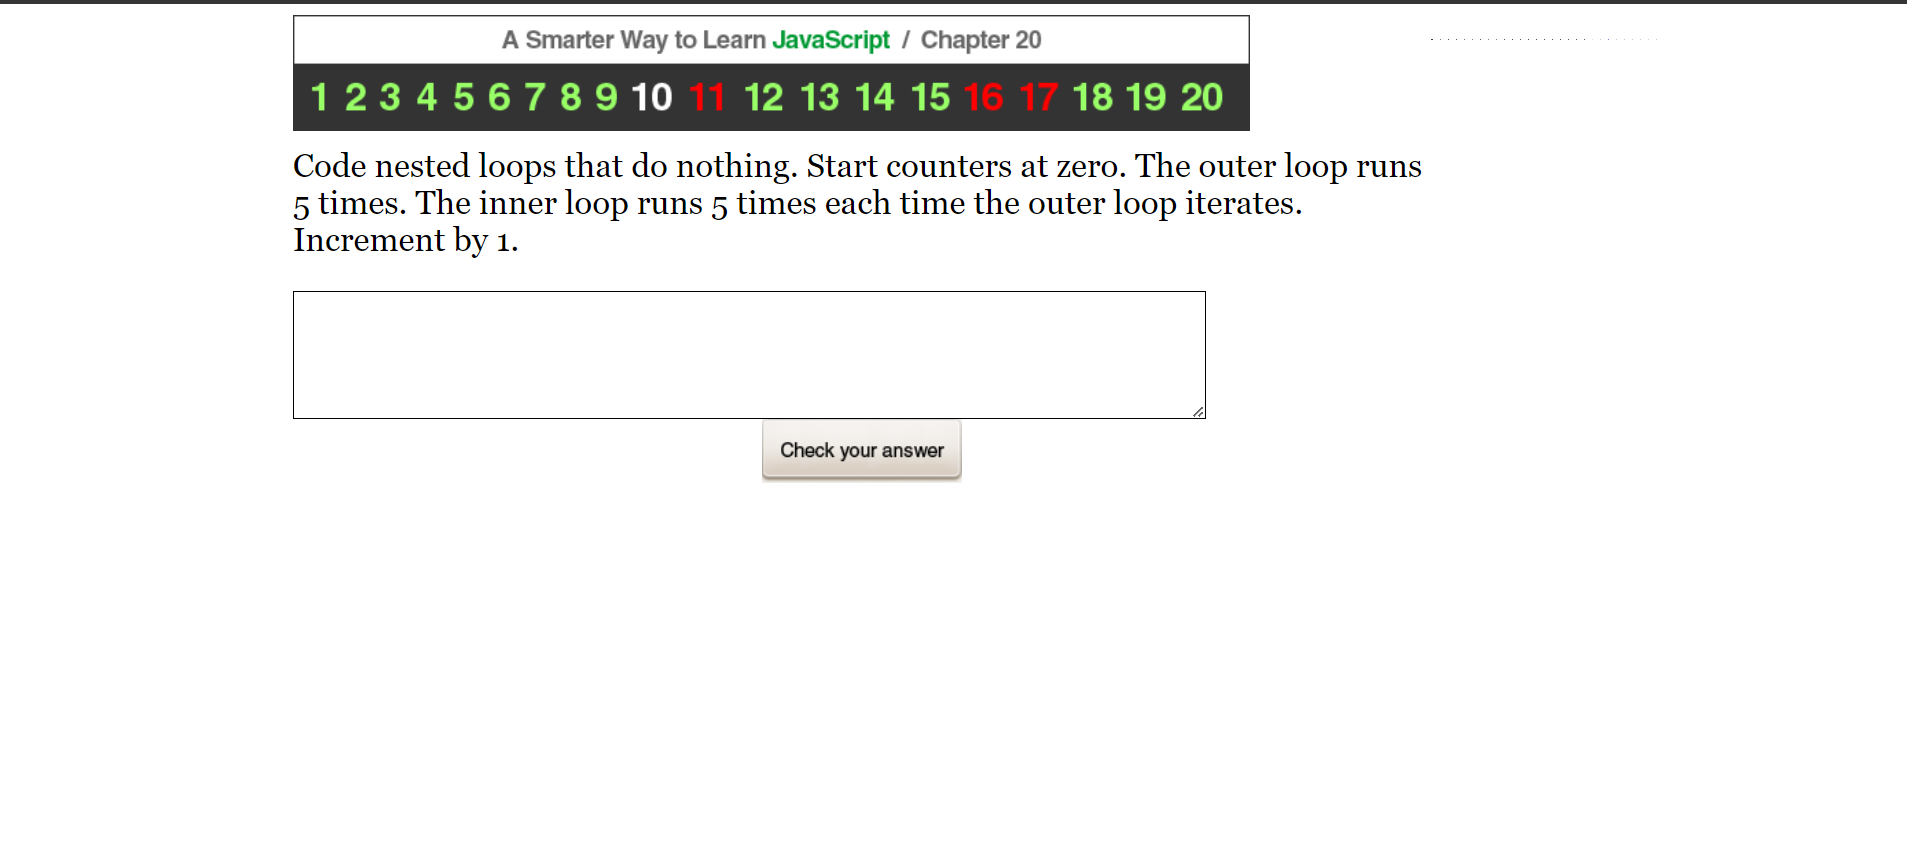 A Smarter Way to Learn JavaScript / Chapter 20
1 2 3 4 5 6 7 8 9 10 11 12 13 14 15 16 17 18 19 20
Code nested loops that do nothing. Start counters at zero. The outer loop runs
5 times. The inner loop runs 5 times each time the outer loop iterates.
Increment by 1.
Check your answer